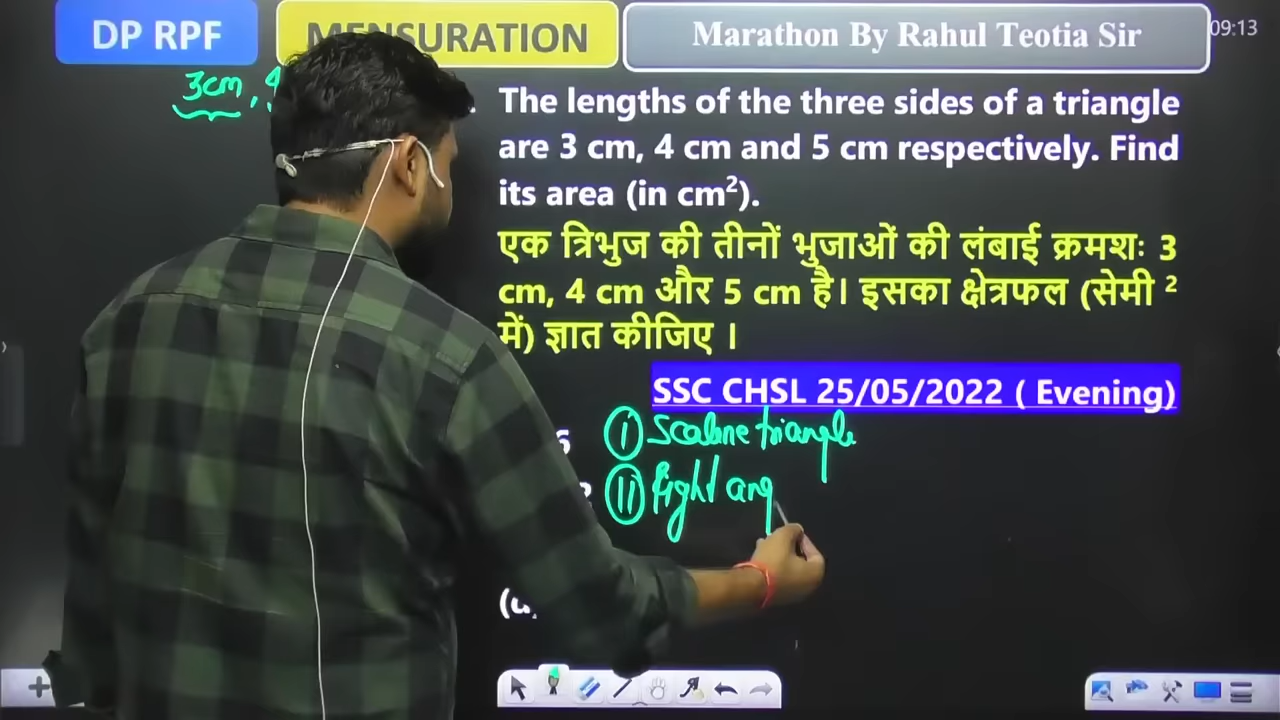 DP RPF
MENSURATION
Marathon By Rahul Teotia Sir
09:13
3cm,
The lengths of the three sides of a triangle
are 3 cm, 4 cm and 5 cm respectively. Find
its area (in cm²).
एक त्रिभुज की तीनों भुजाओं की लंबाई क्रमशः 3
cm, 4 cm और 5 cm है। इसका क्षेत्रफल (सेमी ²
में) ज्ञात कीजिए ।
SSC CHSL 25/05/2022 ( Evening)
I scalene triangle
II Right ang